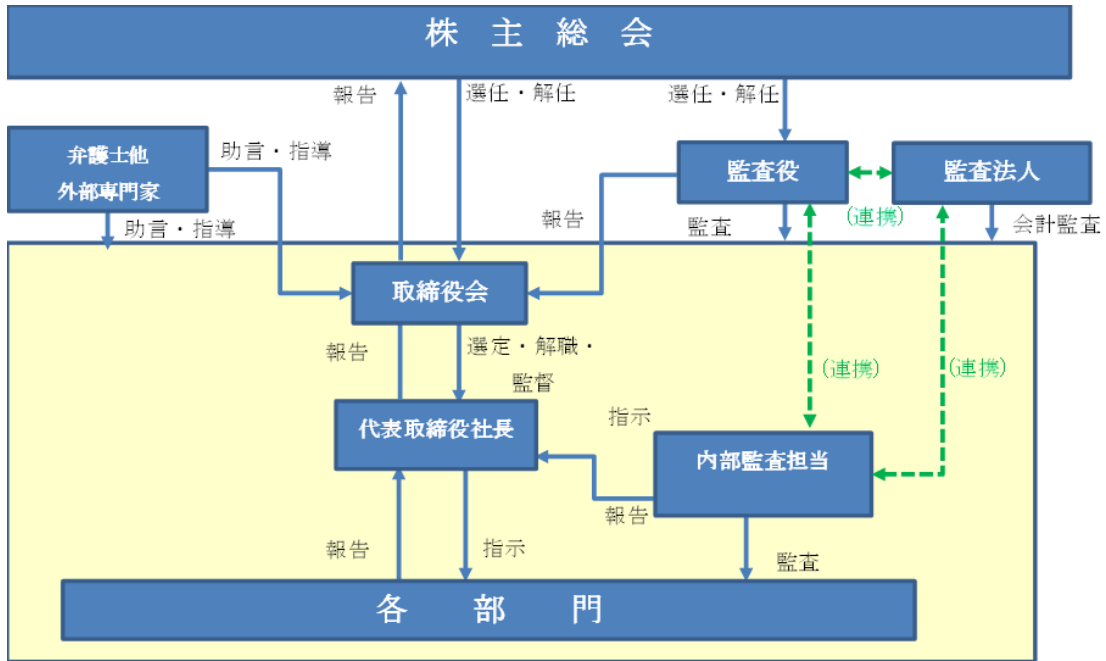 株主総会
報告
選任・解任
選任・解任
弁護士他
外部専門家
助言・指導
監査役
監査法人
助言・指導
報告
監査
(連携)
会計監査
取締役会
報告
選定・解職・
監督
(連携)
(連携)
代表取締役社長
指示
内部監査担当
報告
報告
指示
監査
各部門